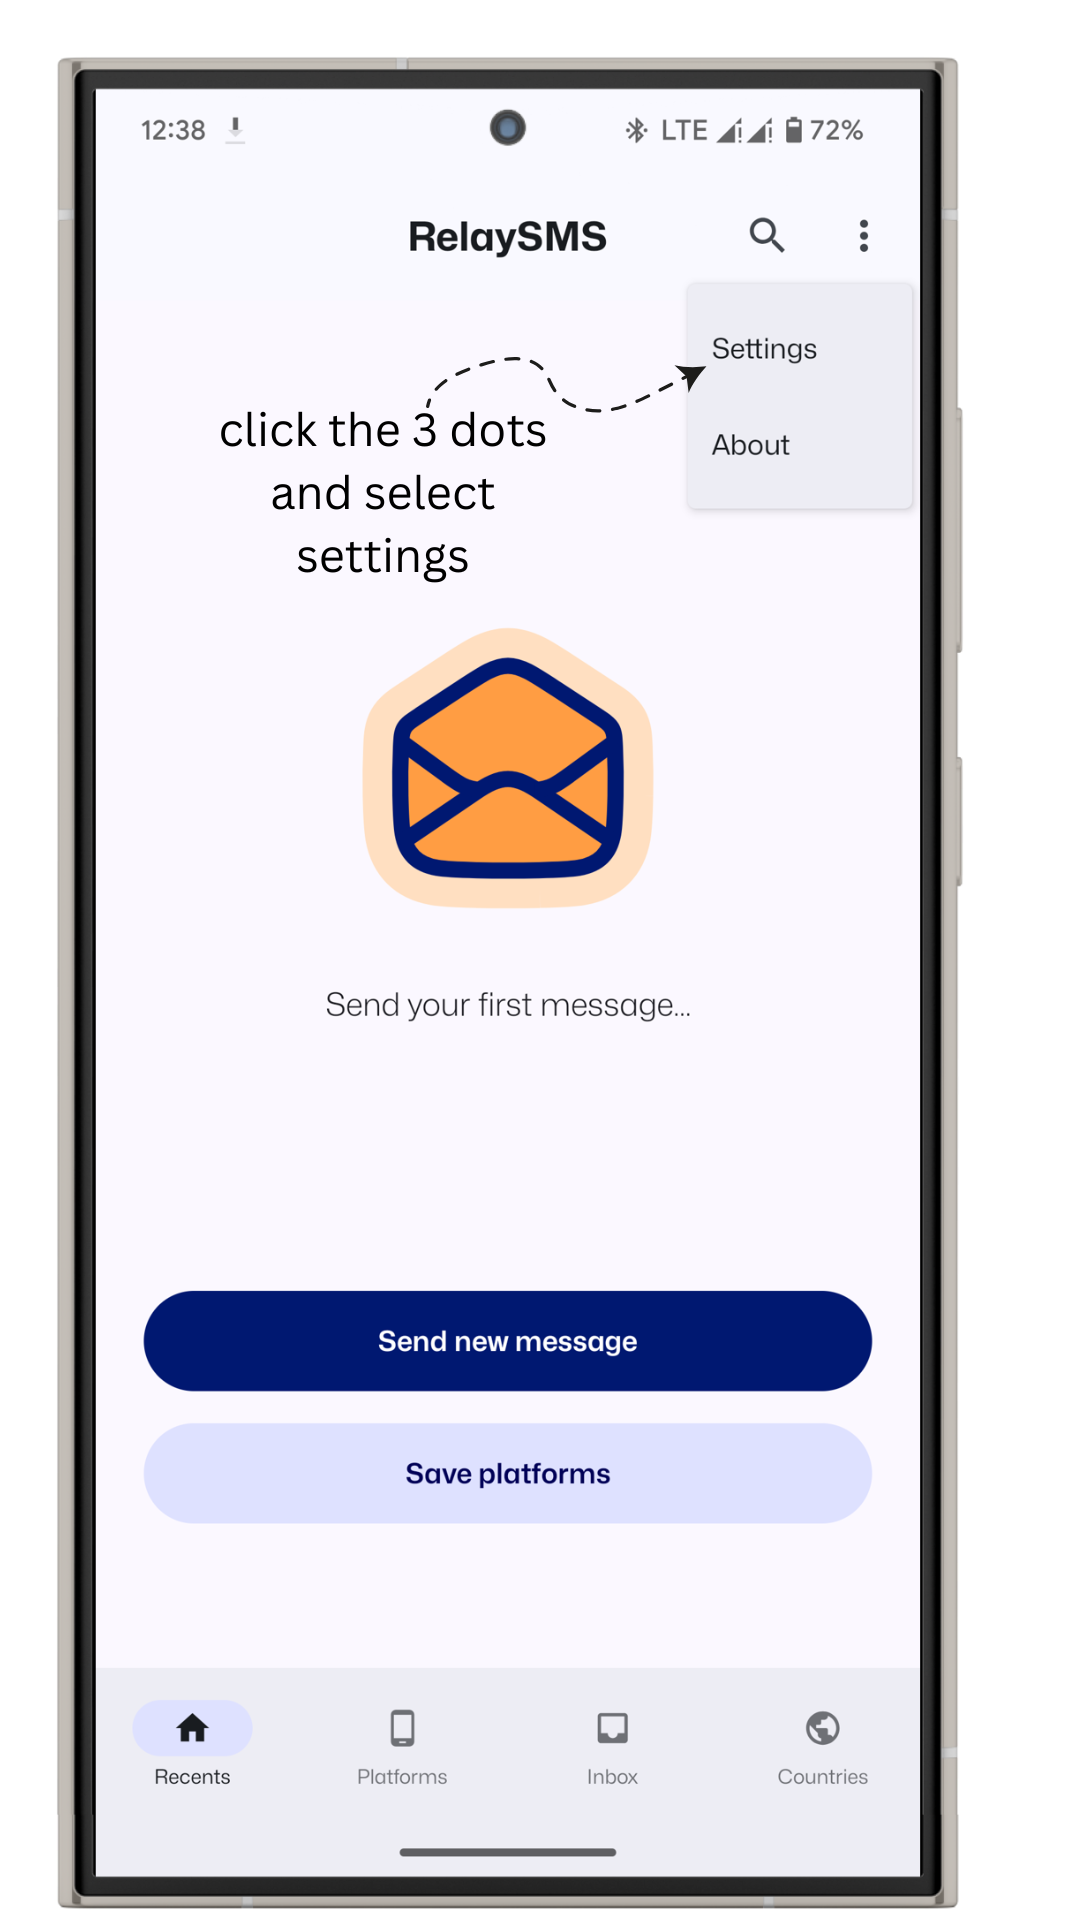 12:38 LTE 72%
RelaySMS
Settings
About
click the 3 dots
and select
settings
Send your first message...
Send new message
Save platforms
Recents Platforms Inbox Countries